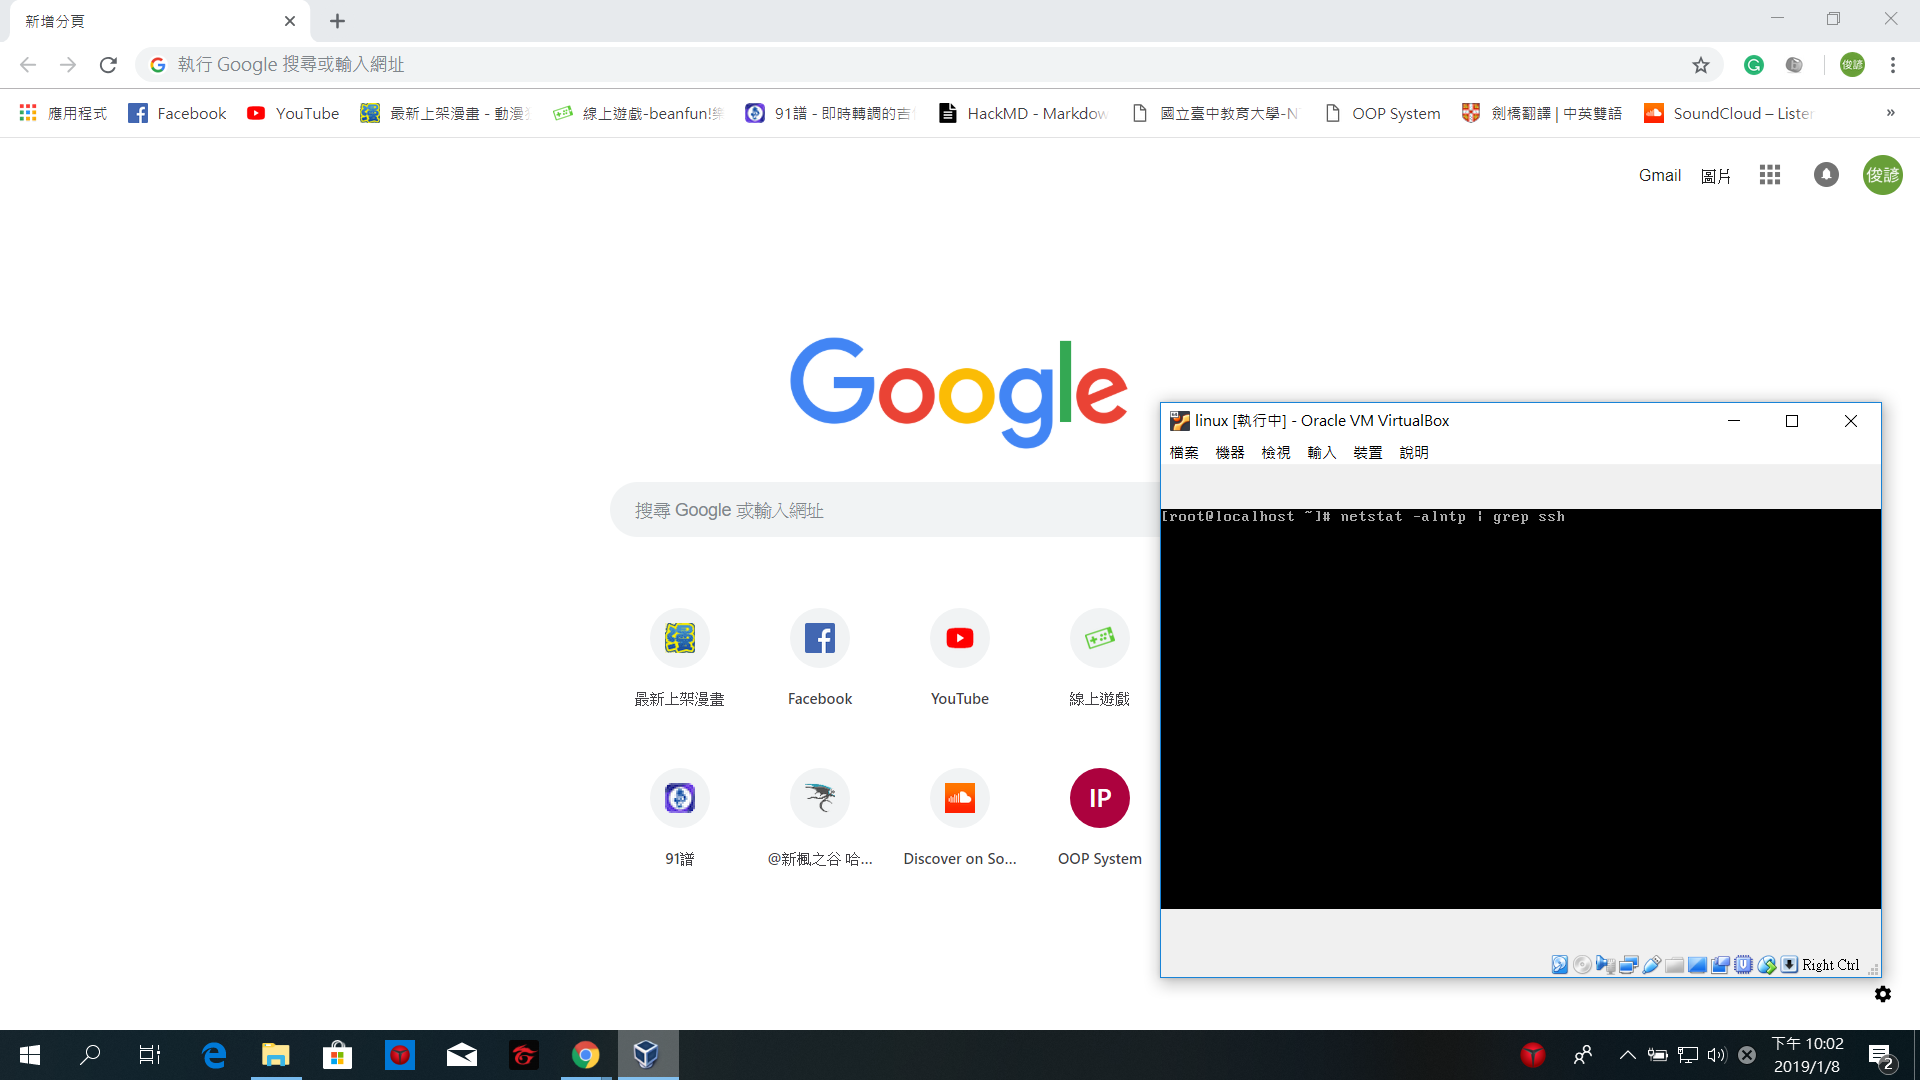 新增分頁
執行 Google 搜尋或輸入網址
俊諺
應用程式
Facebook
YouTube
最新上架漫畫 - 動漫
線上遊戲-beanfun!
91譜 - 即時轉調的吉
HackMD - Markdow
國立臺中教育大學-N
OOP System
劍橋翻譯 | 中英雙語
SoundCloud – Lister
»
Gmail
圖片
俊諺
Google
搜尋 Google 或輸入網址
最新上架漫畫
Facebook
YouTube
線上遊戲
IP
91譜
@新楓之谷 哈...
Discover on So...
OOP System
linux [執行中] - Oracle VM VirtualBox
檔案 機器 檢視 輸入 裝置 說明
[root@localhost ~]# netstat -alntp | grep ssh
Right Ctrl
下午 10:02
2019/1/8
2